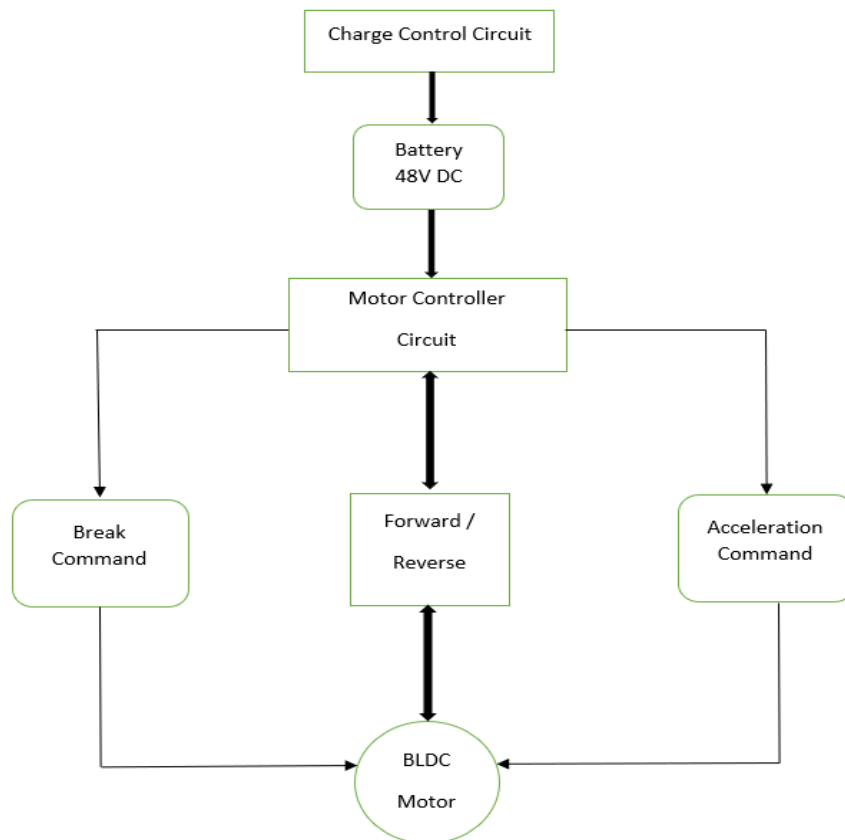 Charge Control Circuit
Battery
48V DC
Motor Controller
Circuit
Break
Command
Forward /
Reverse
Acceleration
Command
BLDC
Motor